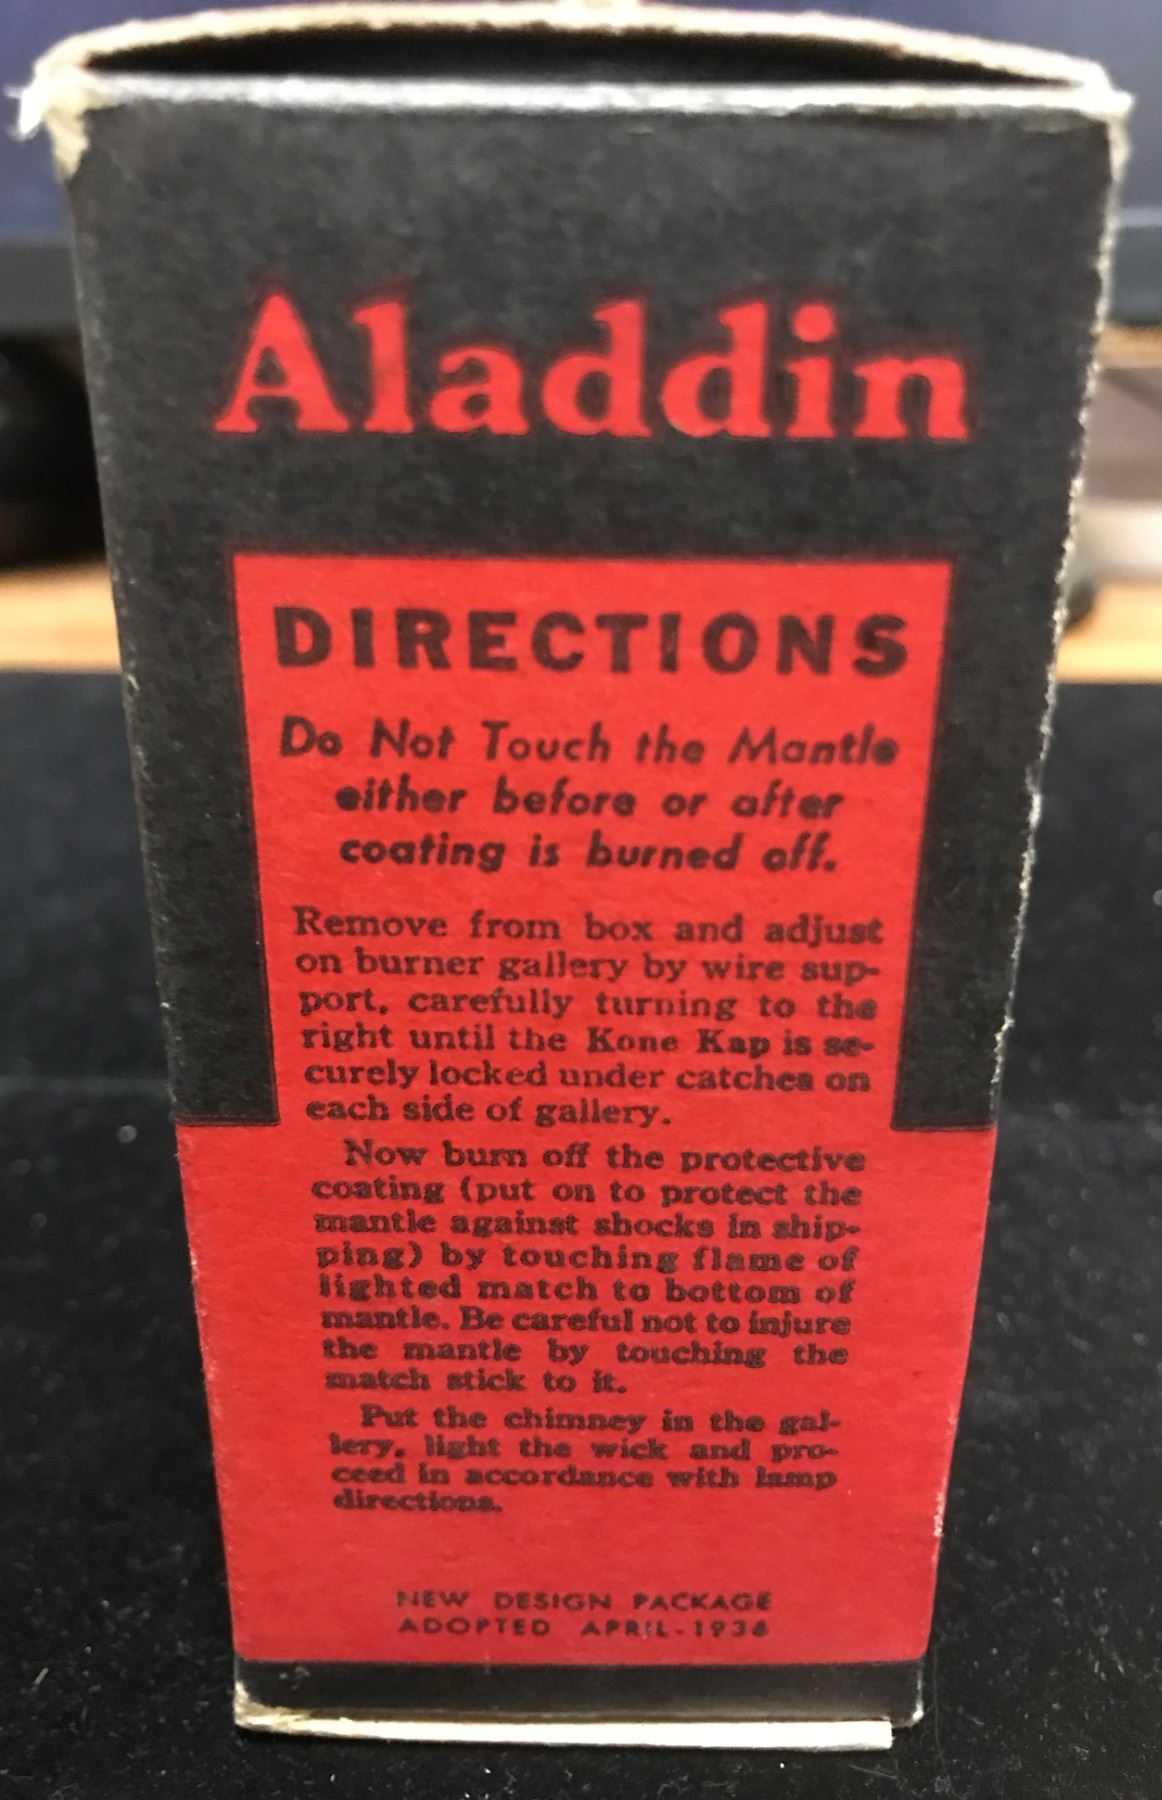 Aladdin
DIRECTIONS
Do Not Touch the Mantle
either before or after
coating is burned off.
Remove from box and adjust
on burner gallery by wire sup-
port, carefully turning to the
right until the Kone Kap is se-
curely locked under catches on
each side of gallery.
Now burn off the protective
coating (put on to protect the
mantle against shocks in ship-
ping) by touching flame of
lighted match to bottom of
mantle. Be careful not to injure
the mantle by touching the
match stick to it.
Put the chimney in the gal-
lery, light the wick and pro-
ceed in accordance with lamp
directions.
NEW DESIGN PACKAGE
ADOPTED APRIL-1936